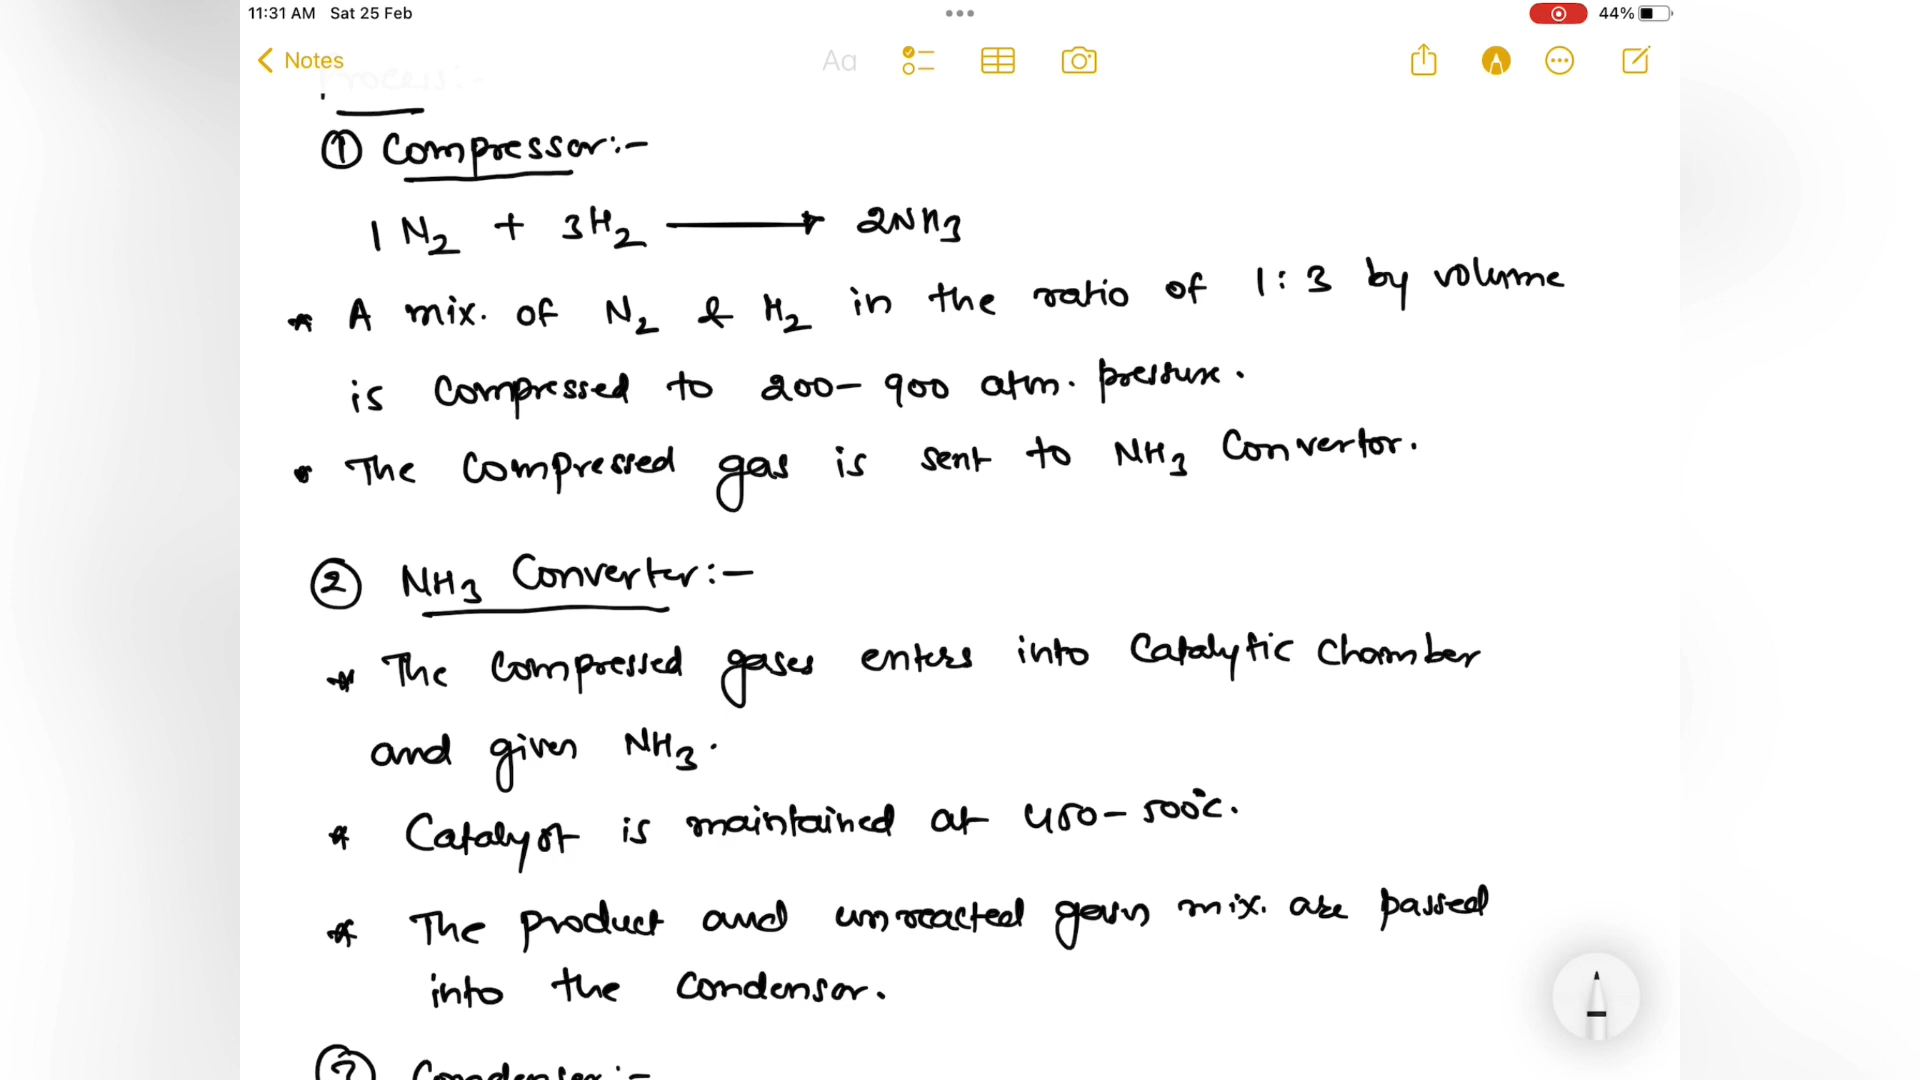 11:31 AM Sat 25 Feb
44%
Notes
Aa
Process:-
① Compressor:-
1 N2 + 3H2 → 2NH3
* A mix. of N2 & H2 in the ratio of 1:3 by volume
is compressed to 200-900 atm. pressure.
• The compressed gas is sent to NH3 Convertor.
② NH3 Converter:-
* The compressed gases enters into Catalytic chamber
and given NH3.
* Catalyst is maintained at 450-500°C.
* The product and unreacted gases mix. are passed
into the condensor.
③ Condensor:-